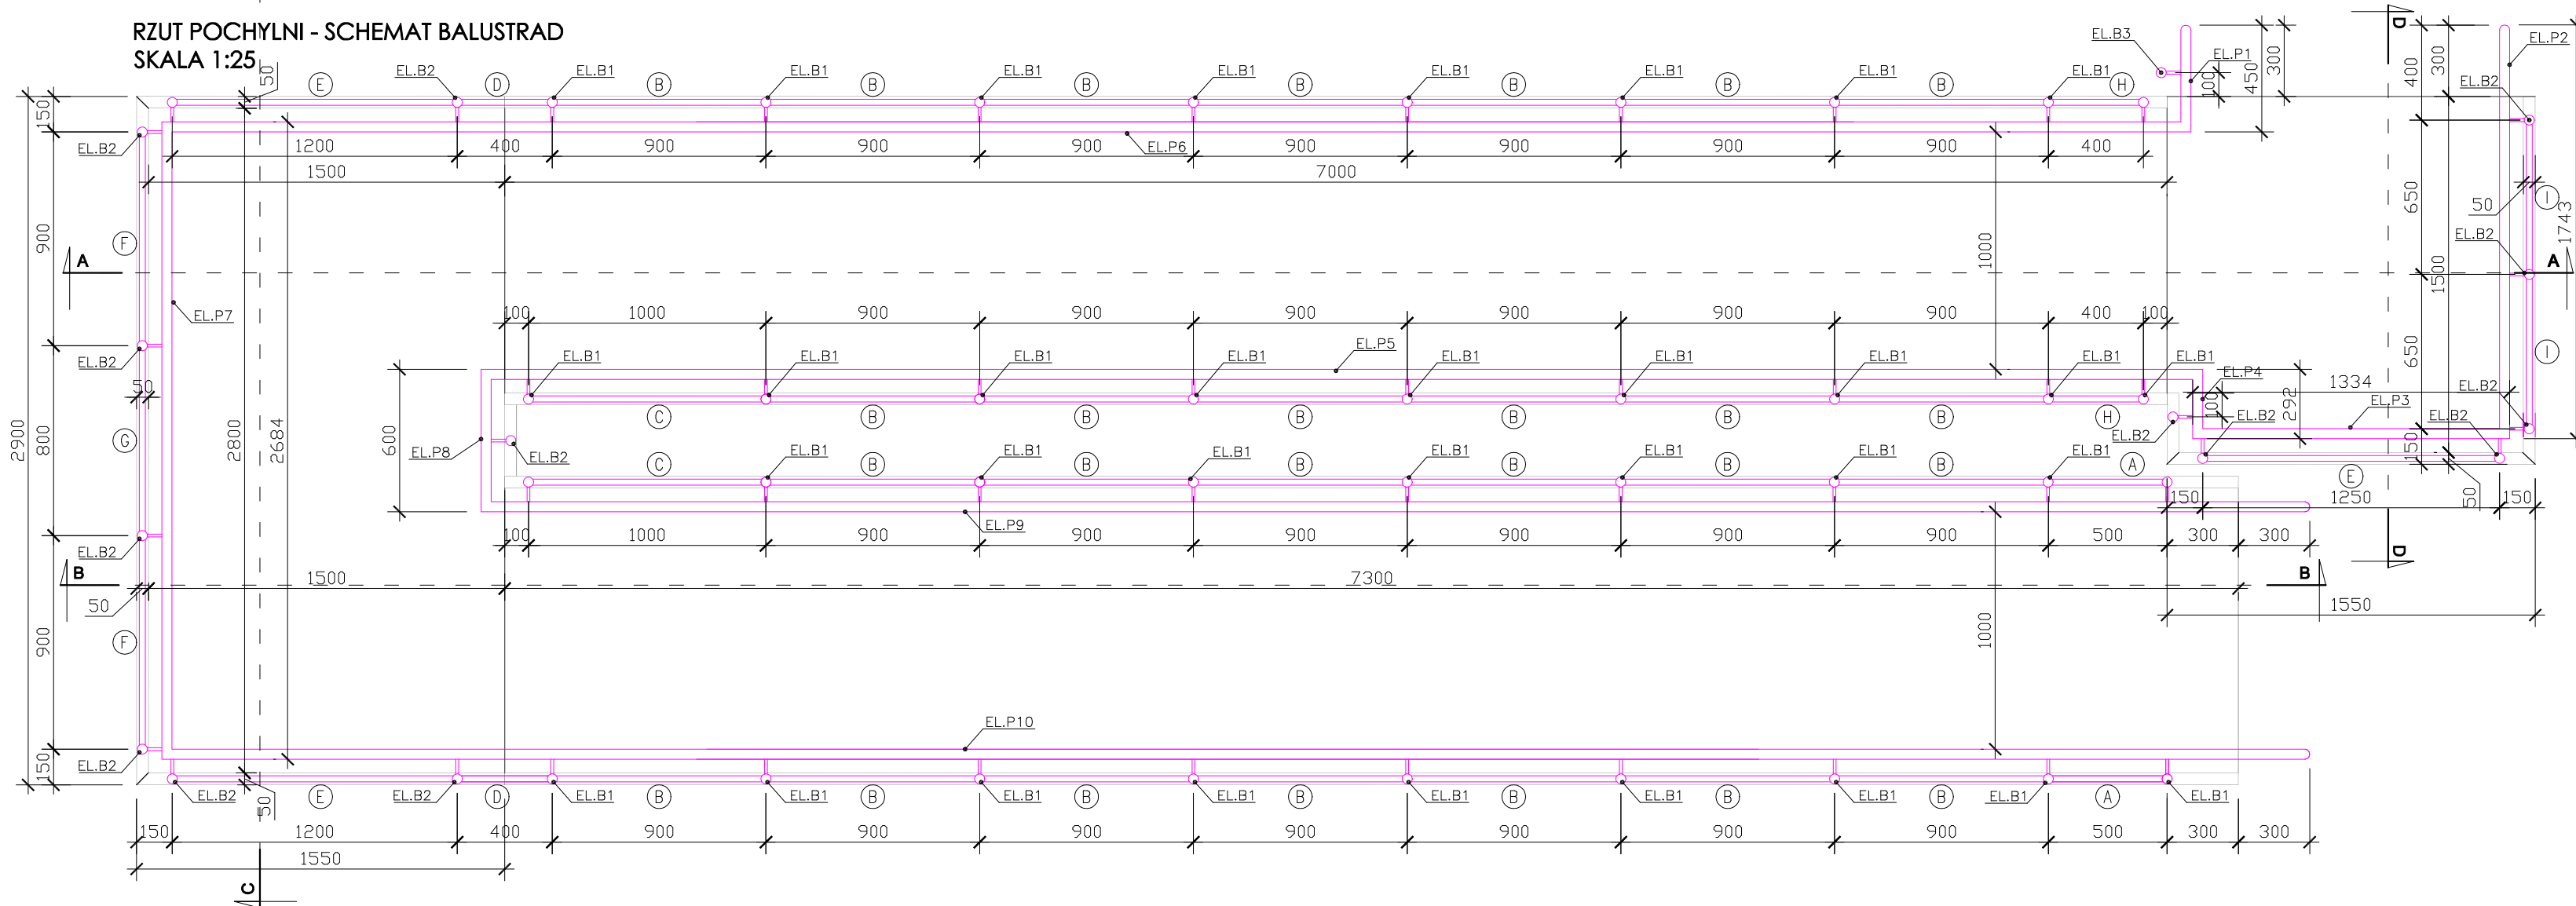 RZUT POCHYLNI - SCHEMAT BALUSTRAD
SKALA 1:25
50
E EL.B2 D EL.B1 B EL.B1 B EL.B1 B EL.B1 B EL.B1 B EL.B1 B EL.B1 B EL.B1 H
EL.B3 EL.P1 100 450 300
D
400 300 EL.P2 EL.B2
150
EL.B2
1200 400 900 900 900 EL.P6 900 900 900 900 400
1500 7000
650 50 I 1743
900 F
A
EL.P7
1000
EL.B2 1500 A
100 1000 900 900 900 900 900 900 400 100
EL.B2
EL.B1 EL.B1 EL.B1 EL.B1 EL.P5 EL.B1 EL.B1 EL.B1 EL.B1 EL.B1
EL.P4 1334 EL.B2 650 I
50
C B B B B B B H
100 292 EL.P3
EL.B2 EL.B2 EL.B2
2900 800 G 2800 2684 600 EL.P8 EL.B2
C EL.B1 B EL.B1 B EL.B1 B EL.B1 B EL.B1 B EL.B1 B EL.B1 A
150 E
150 1250 50 150
EL.P9
100 1000 900 900 900 900 900 900 500 300 300
D
EL.B2
B 1500 7300 B
50 1550
900 F
1000
EL.P10
150 EL.B2
EL.B2 E EL.B2 D EL.B1 B EL.B1 B EL.B1 B EL.B1 B EL.B1 B EL.B1 B EL.B1 B EL.B1 A EL.B1
50
150 1200 400 900 900 900 900 900 900 900 500 300 300
1550
C